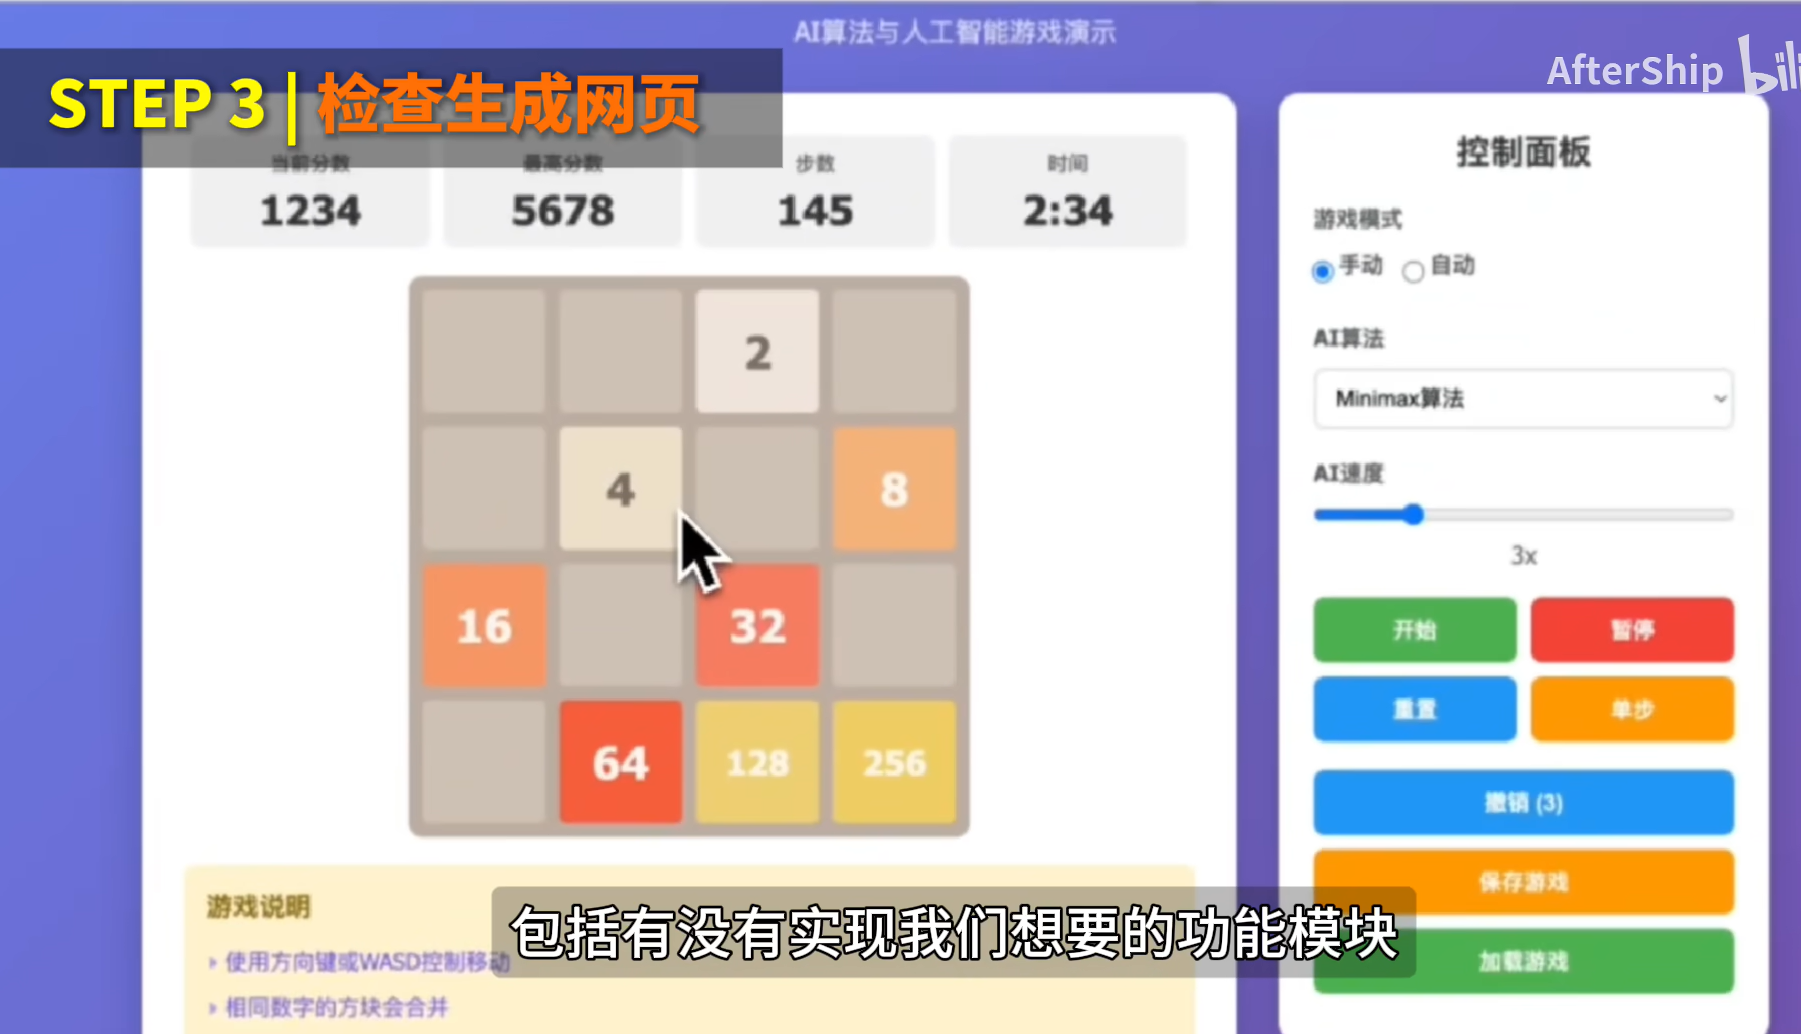 AI算法与人工智能游戏演示
STEP 3 | 检查生成网页
AfterShip bili
当前分数 最高分数 步数 时间
1234 5678 145 2:34
2
4 8
16 32
64 128 256
控制面板
游戏模式
手动 自动
AI算法
Minimax算法
AI速度
3x
开始 暂停
重置 单步
撤销 (3)
保存游戏
加载游戏
游戏说明
使用方向键或WASD控制移动
相同数字的方块会合并
包括有没有实现我们想要的功能模块